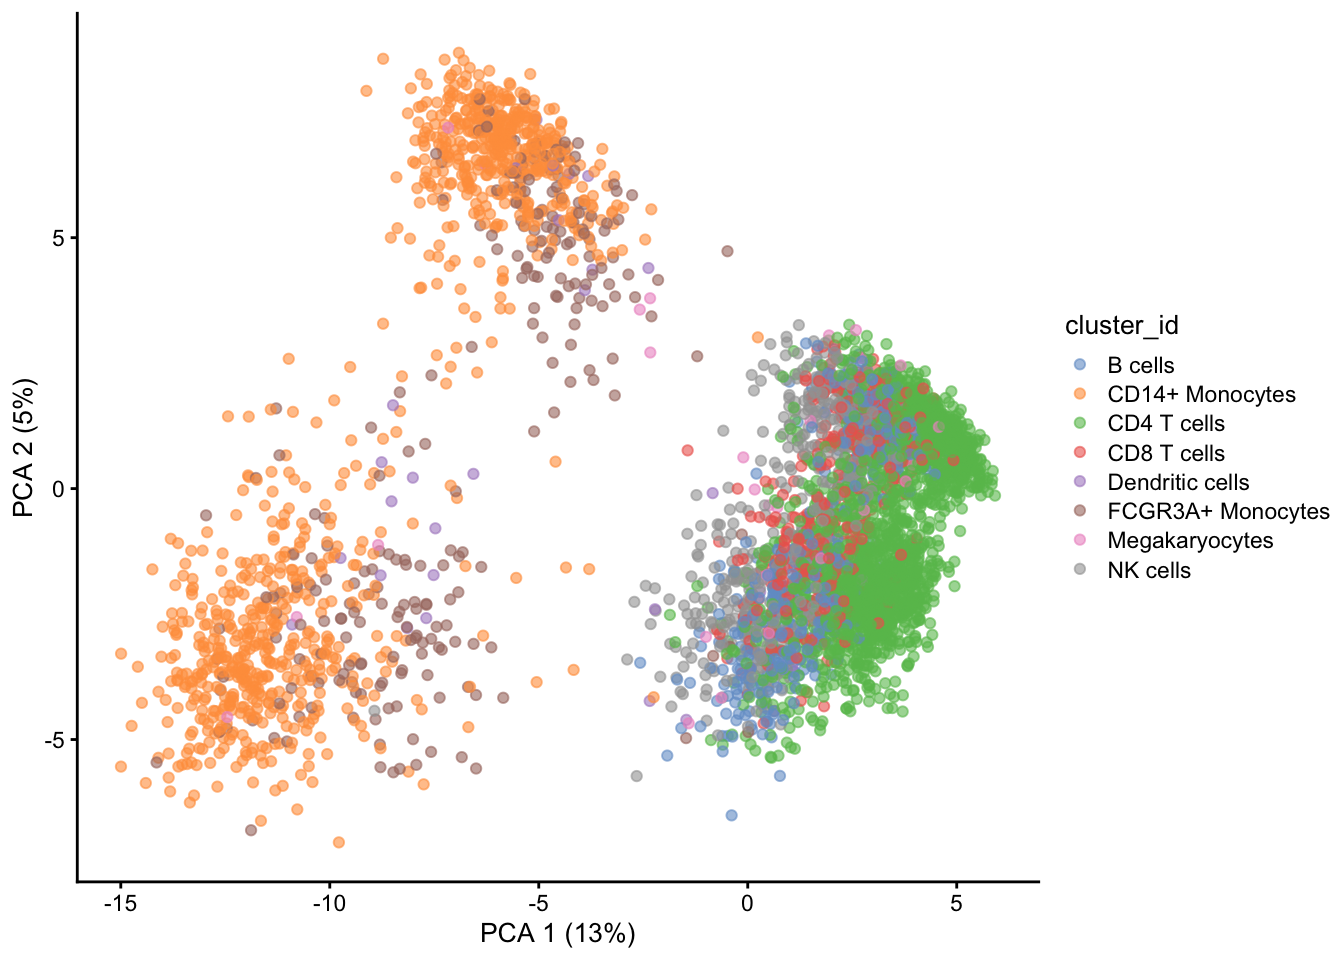 5
0
-5
-15
-10
-5
0
5
PCA 1 (13%)
PCA 2 (5%)
cluster_id
B cells
CD14+ Monocytes
CD4 T cells
CD8 T cells
Dendritic cells
FCGR3A+ Monocytes
Megakaryocytes
NK cells